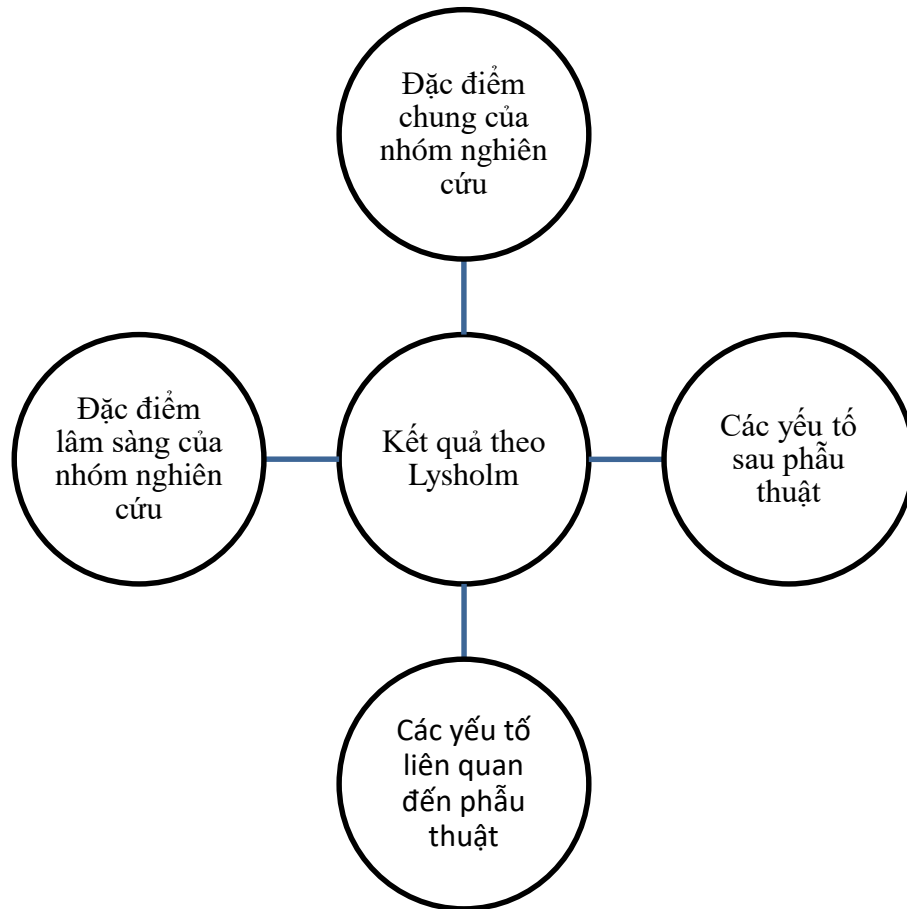 Đặc điểm
chung của
nhóm nghiên
cứu
Đặc điểm
lâm sàng của
nhóm nghiên
cứu
Kết quả theo
Lysholm
Các yếu tố
sau phẫu
thuật
Các yếu tố
liên quan
đến phẫu
thuật